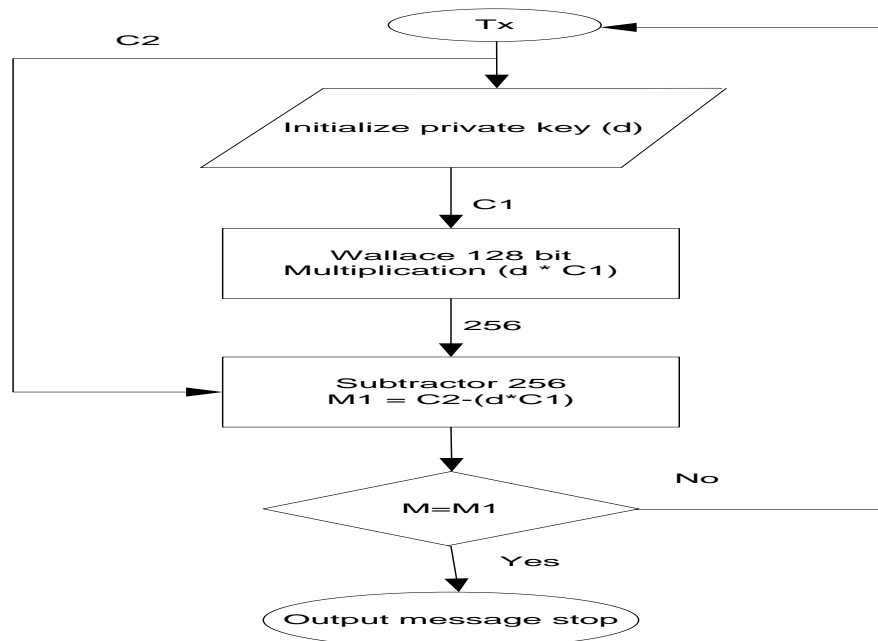 Tx
C2
Initialize private key (d)
C1
Wallace 128 bit
Multiplication (d * C1)
256
Subtractor 256
M1 = C2-(d*C1)
No
M=M1
Yes
Output message stop